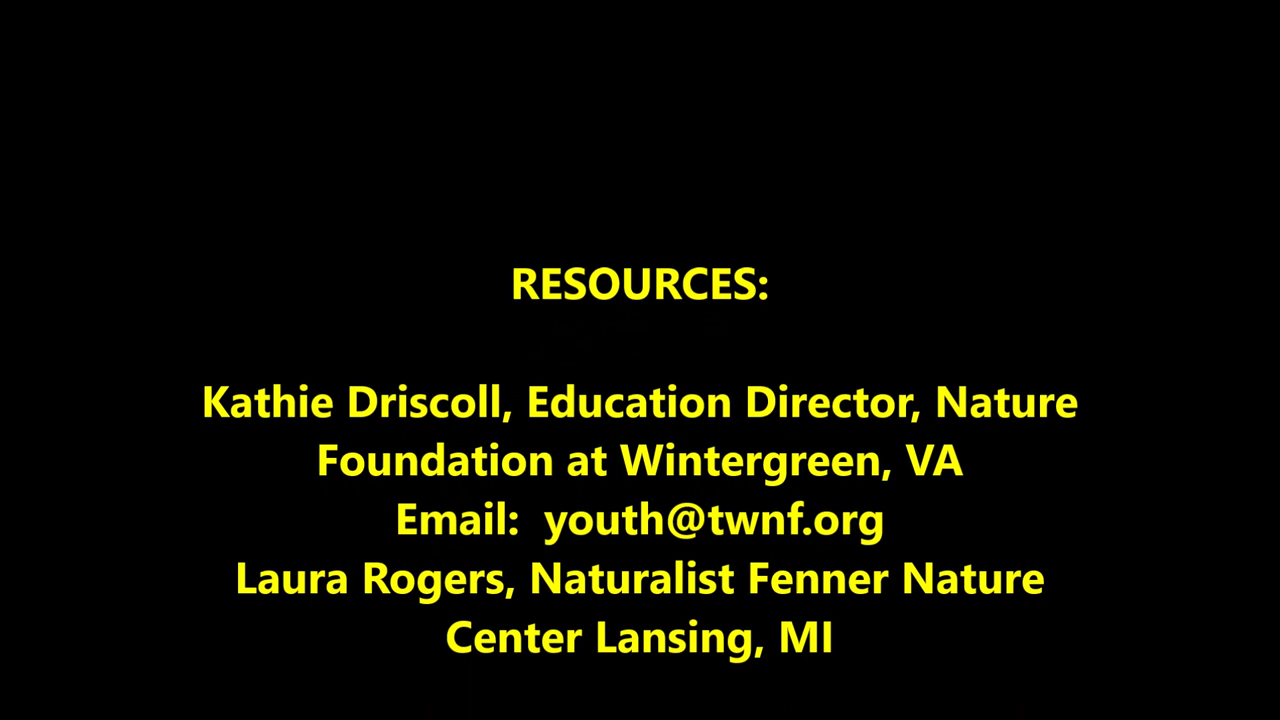 RESOURCES:
Kathie Driscoll, Education Director, Nature
Foundation at Wintergreen, VA
Email:  youth@twnf.org
Laura Rogers, Naturalist Fenner Nature
Center Lansing, MI